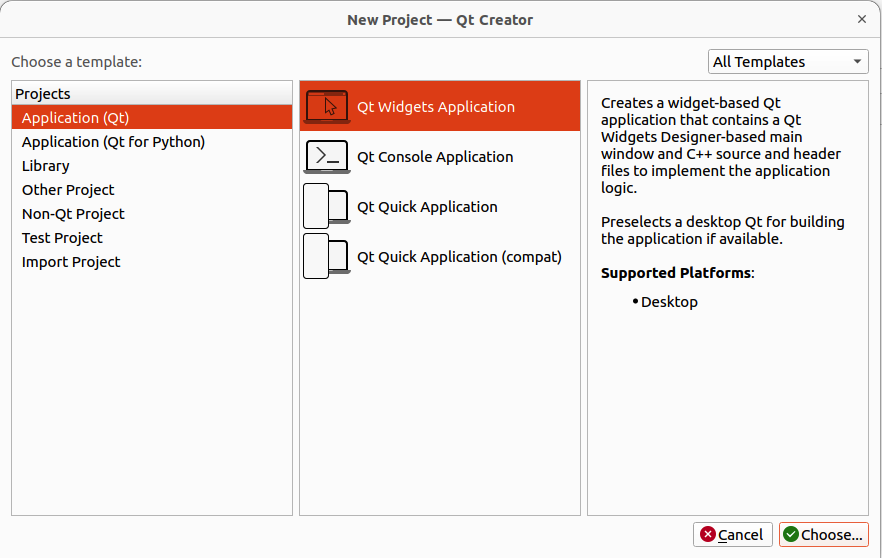 New Project — Qt Creator
×
Choose a template:
All Templates
Projects
Application (Qt)
Application (Qt for Python)
Library
Other Project
Non-Qt Project
Test Project
Import Project
Qt Widgets Application
Qt Console Application
Qt Quick Application
Qt Quick Application (compat)
Creates a widget-based Qt
application that contains a Qt
Widgets Designer-based main
window and C++ source and header
files to implement the application
logic.
Preselects a desktop Qt for building
the application if available.
Supported Platforms:
• Desktop
Cancel
Choose...